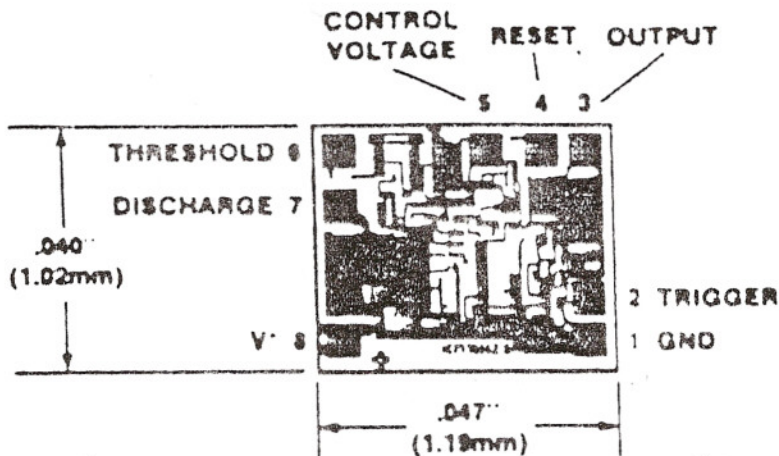 CONTROL
VOLTAGE
RESET
OUTPUT
5 4 3
THRESHOLD 6
DISCHARGE 7
.040"
(1.02mm)
2 TRIGGER
V+ 8
1 GND
.047"
(1.19mm)